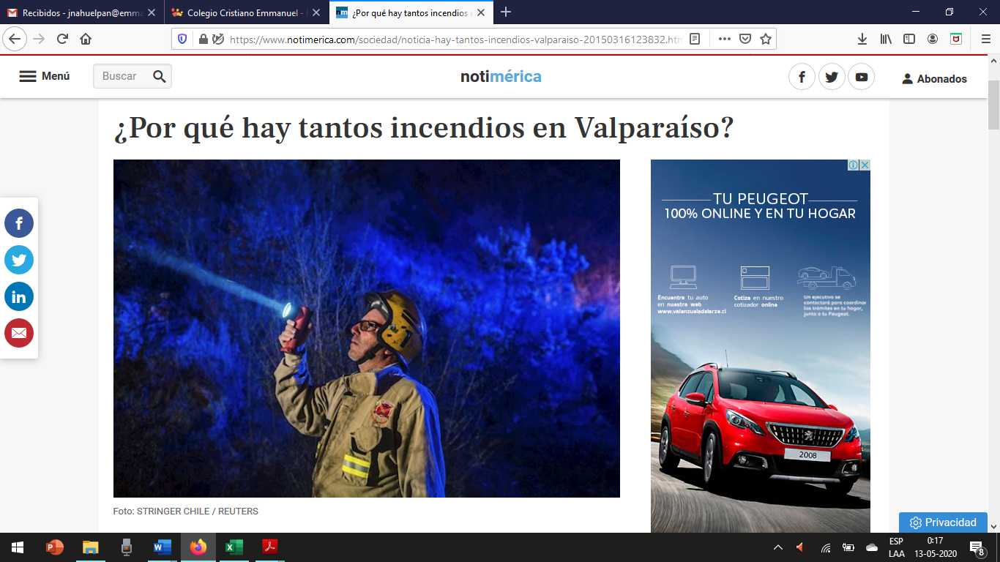 Recibidos - jnahuelpan@emma
Colegio Cristiano Emmanuel -
¿Por qué hay tantos incendios e
https://www.notimerica.com/sociedad/noticia-hay-tantos-incendios-valparaiso-20150316123832.htm
Menú
Buscar
notimérica
Abonados
¿Por qué hay tantos incendios en Valparaíso?
TU PEUGEOT
100% ONLINE Y EN TU HOGAR
Encuentra tu auto
en nuestra web
www.valenzueladelarze.cl
Cotiza en nuestro
cotizador online
Un ejecutivo se
contactará para coordinar
los trámites en tu hogar,
junto a tu Peugeot.
2008
Foto: STRINGER CHILE / REUTERS
Privacidad
ESP
LAA
0:17
13-05-2020
8